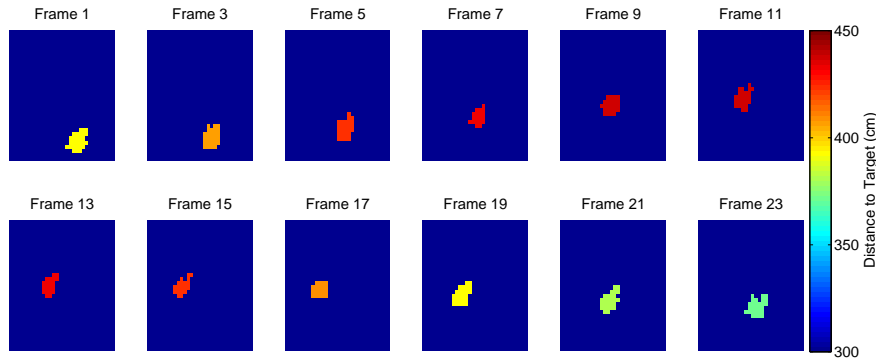 Frame 1
Frame 3
Frame 5
Frame 7
Frame 9
Frame 11
450
400
350
300
Distance to Target (cm)
Frame 13
Frame 15
Frame 17
Frame 19
Frame 21
Frame 23